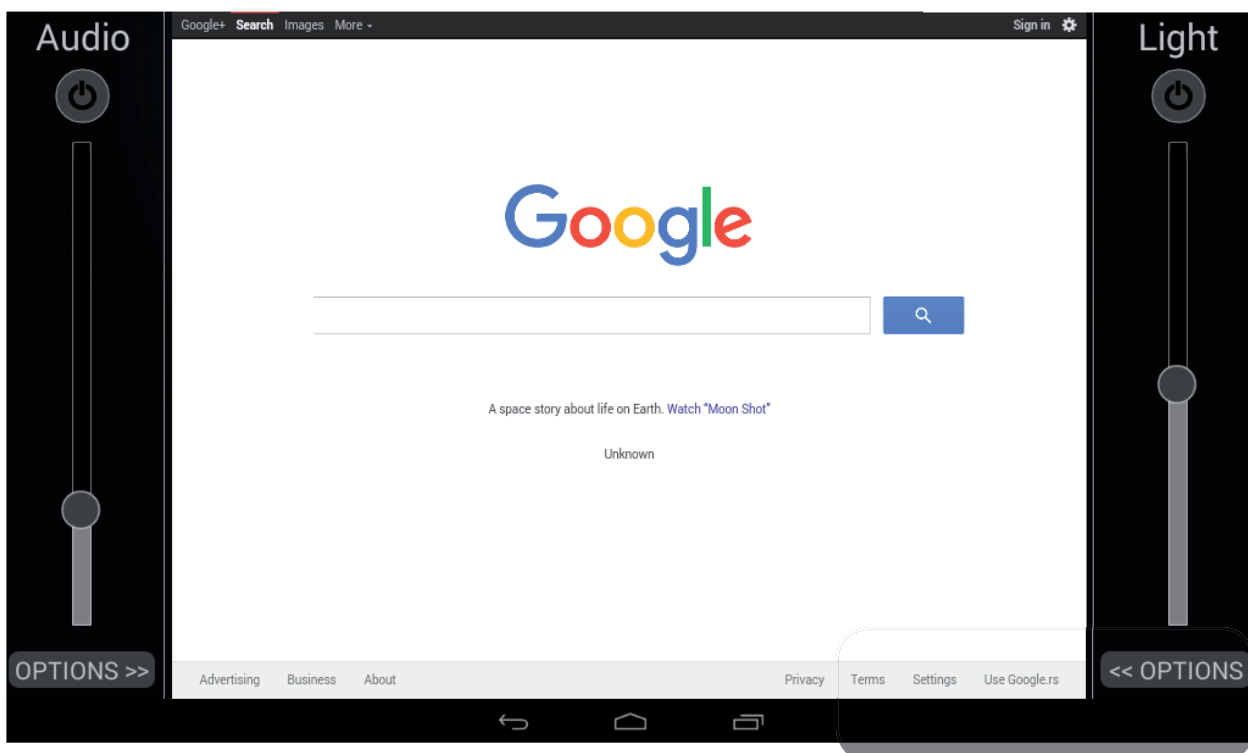 Audio
Google+ Search Images More
Sign in
Light
Google
A space story about life on Earth. Watch “Moon Shot”
Unknown
OPTIONS >>
Advertising Business About
Privacy Terms Settings Use Google.rs
<< OPTIONS